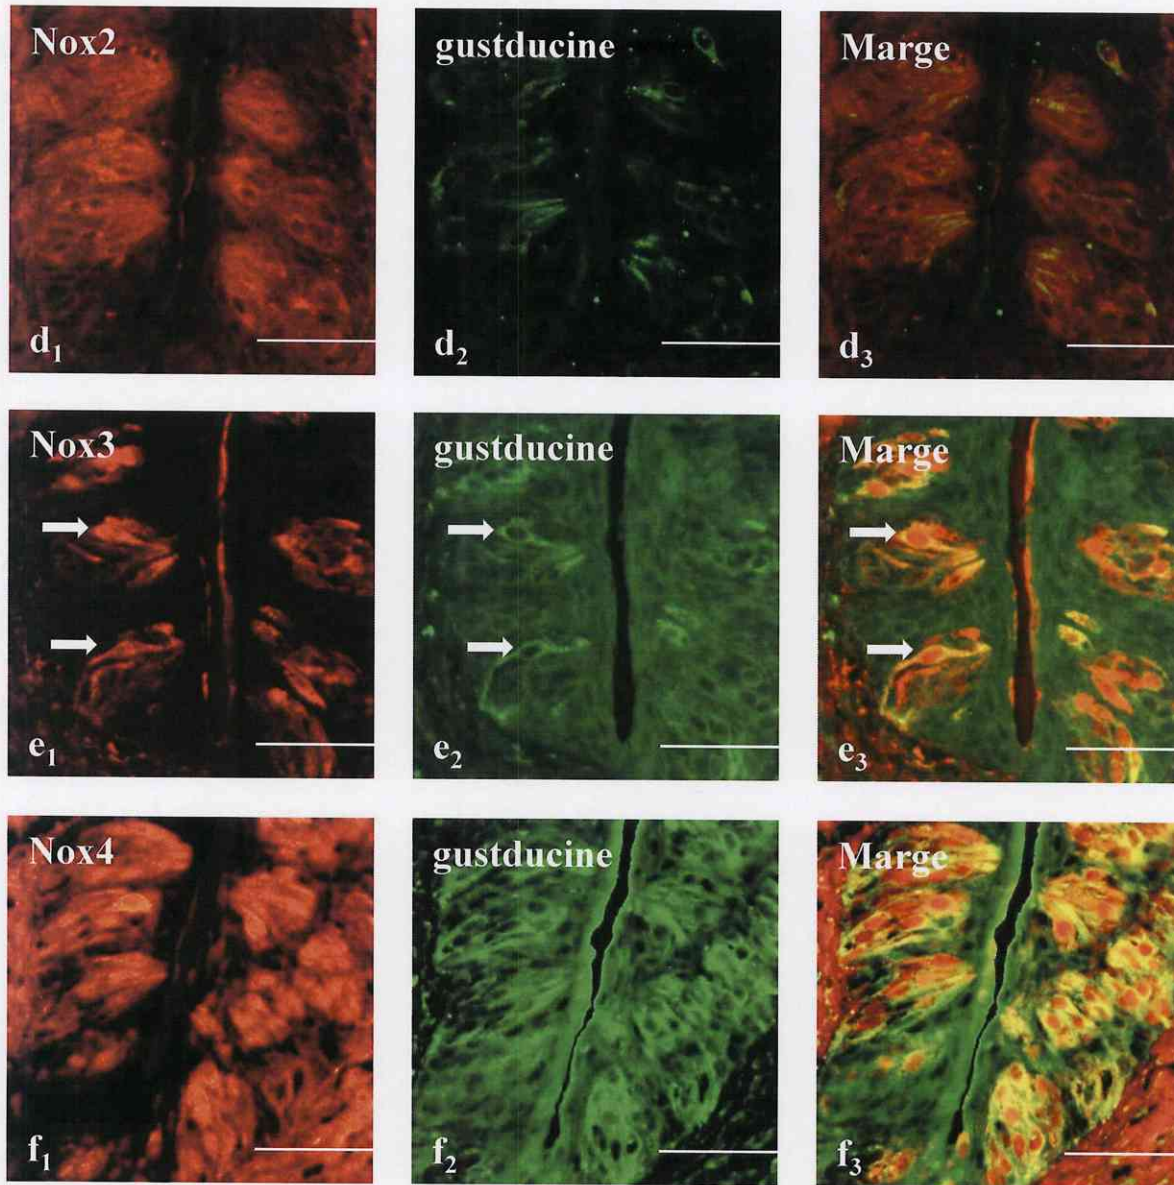 Nox2
gustducine
Marge
d1
d2
d3
Nox3
gustducine
Marge
e1
e2
e3
Nox4
gustducine
Marge
f1
f2
f3